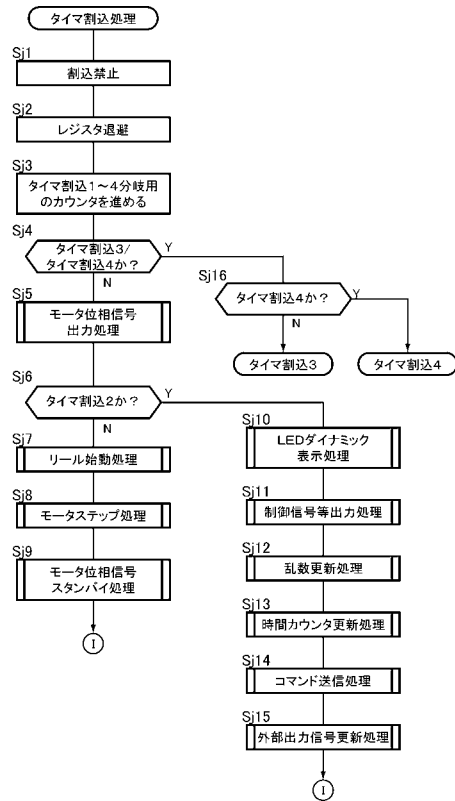 タイマ割込処理
Sj1
割込禁止
Sj2
レジスタ退避
Sj3
タイマ割込1～4分岐用
のカウンタを進める
Sj4
タイマ割込3/
タイマ割込4か?
Y
N
Sj16
タイマ割込4か?
Y
N
タイマ割込3
タイマ割込4
Sj5
モータ位相信号
出力処理
Sj6
タイマ割込2か?
Y
N
Sj7
リール始動処理
Sj8
モータステップ処理
Sj9
モータ位相信号
スタンバイ処理
I
Sj10
LEDダイナミック
表示処理
Sj11
制御信号等出力処理
Sj12
乱数更新処理
Sj13
時間カウンタ更新処理
Sj14
コマンド送信処理
Sj15
外部出力信号更新処理
I